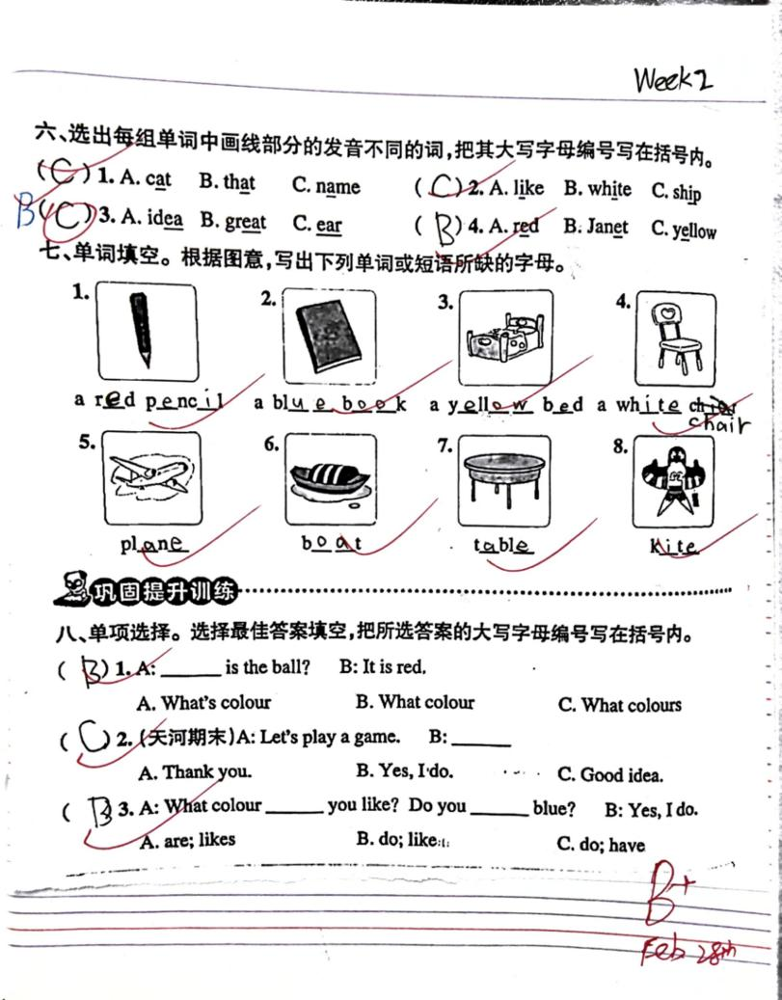 Week 2
六、选出每组单词中画线部分的发音不同的词,把其大写字母编号写在括号内。
(C) 1. A. cat B. that C. name (C) 2. A. like B. white C. ship
B (C) 3. A. idea B. great C. ear (B) 4. A. red B. Janet C. yellow
七、单词填空。根据图意,写出下列单词或短语所缺的字母。
1. 2. 3. 4.
a red pencil a blue book a yellow bed a white chair
chair
5. 6. 7. 8.
plane boat table kite
巩固提升训练
八、单项选择。选择最佳答案填空,把所选答案的大写字母编号写在括号内。
(B) 1. A: ______ is the ball? B: It is red.
A. What's colour B. What colour C. What colours
(C) 2. (天河期末) A: Let's play a game. B: ______
A. Thank you. B. Yes, I do. C. Good idea.
(B) 3. A: What colour ______ you like? Do you ______ blue? B: Yes, I do.
A. are; likes B. do; like C. do; have
B+
Feb 28th